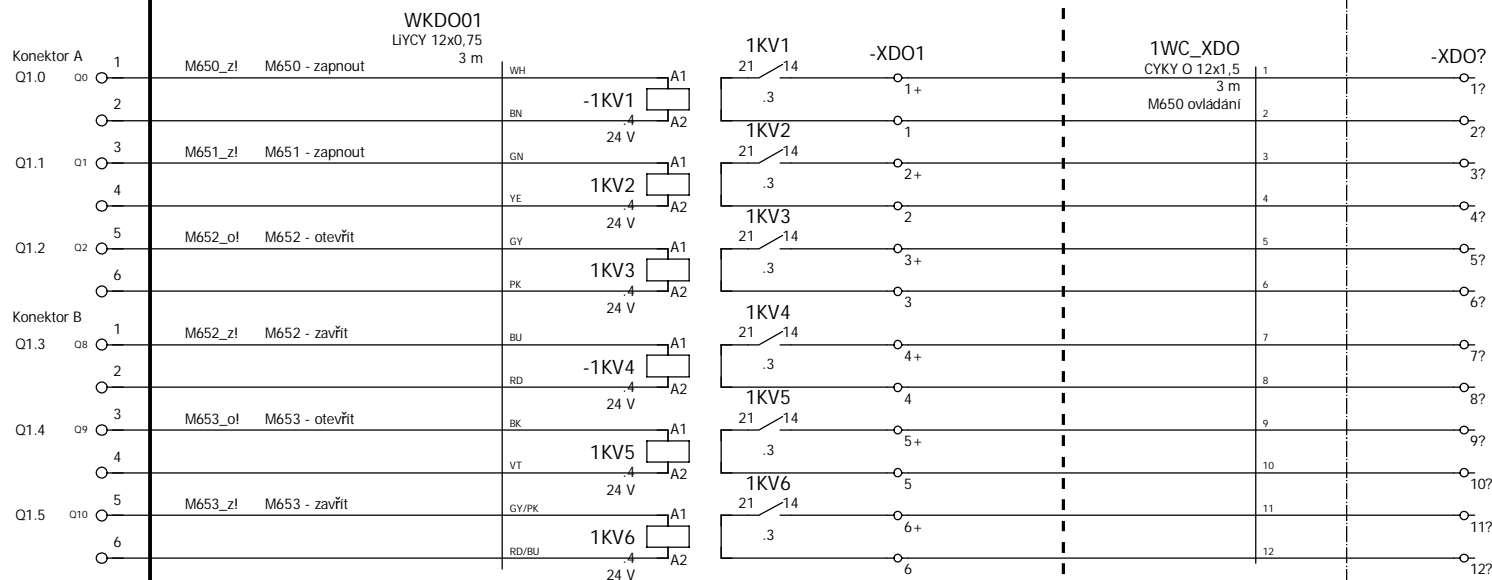 WKDO01
LiYCY 12x0,75
3 m
1KV1
-XDO1
1WC_XDO
CYKY O 12x1,5
3 m
M650 ovládání
-XDO?
Konektor A
Q1.0 Q0 1 M650_z! M650 - zapnout WH A1 21 14 1+ 1 1?
.3
2 -1KV1 BN .4 A2 1 2 2?
24 V
1KV2
Q1.1 Q1 3 M651_z! M651 - zapnout GN A1 21 14 2+ 3 3?
.3
4 1KV2 YE .4 A2 2 4 4?
24 V
1KV3
Q1.2 Q2 5 M652_o! M652 - otevřít GY A1 21 14 3+ 5 5?
.3
6 1KV3 PK .4 A2 3 6 6?
24 V
Konektor B
1KV4
Q1.3 Q8 1 M652_z! M652 - zavřít BU A1 21 14 4+ 7 7?
.3
2 -1KV4 RD .4 A2 4 8 8?
24 V
1KV5
Q1.4 Q9 3 M653_o! M653 - otevřít BK A1 21 14 5+ 9 9?
.3
4 1KV5 VT .4 A2 5 10 10?
24 V
1KV6
Q1.5 Q10 5 M653_z! M653 - zavřít GY/PK A1 21 14 6+ 11 11?
.3
6 1KV6 RD/BU .4 A2 6 12 12?
24 V